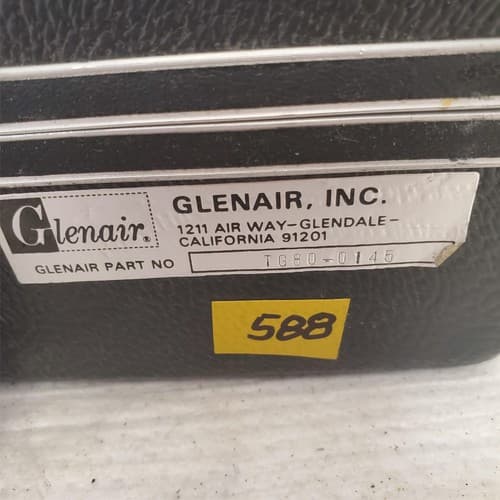 Glenair®
GLENAIR, INC.
1211 AIR WAY–GLENDALE–
CALIFORNIA 91201
GLENAIR PART NO TG80-0145
588